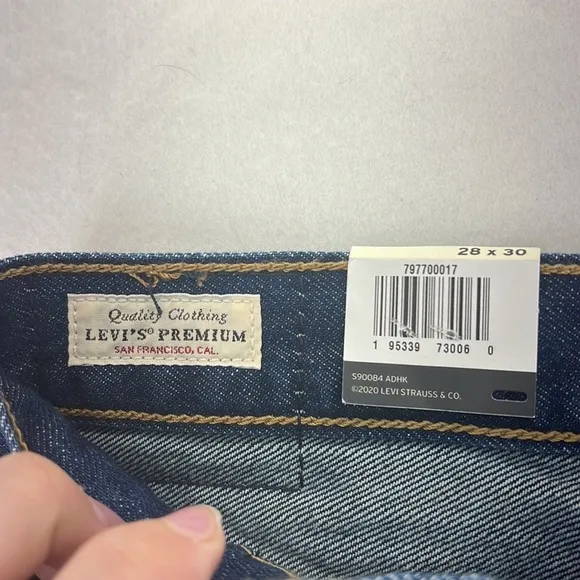 Quality Clothing
LEVI'S® PREMIUM
SAN FRANCISCO, CAL.
28 x 30
797700017
1 95339 73006 0
S90084 ADHK
©2020 LEVI STRAUSS & CO.